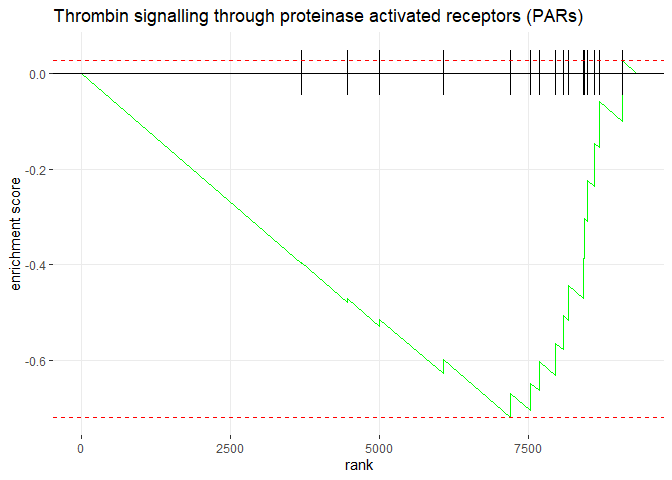 Thrombin signalling through proteinase activated receptors (PARs)
enrichment score
0.0
-0.2
-0.4
-0.6
0 2500 5000 7500
rank